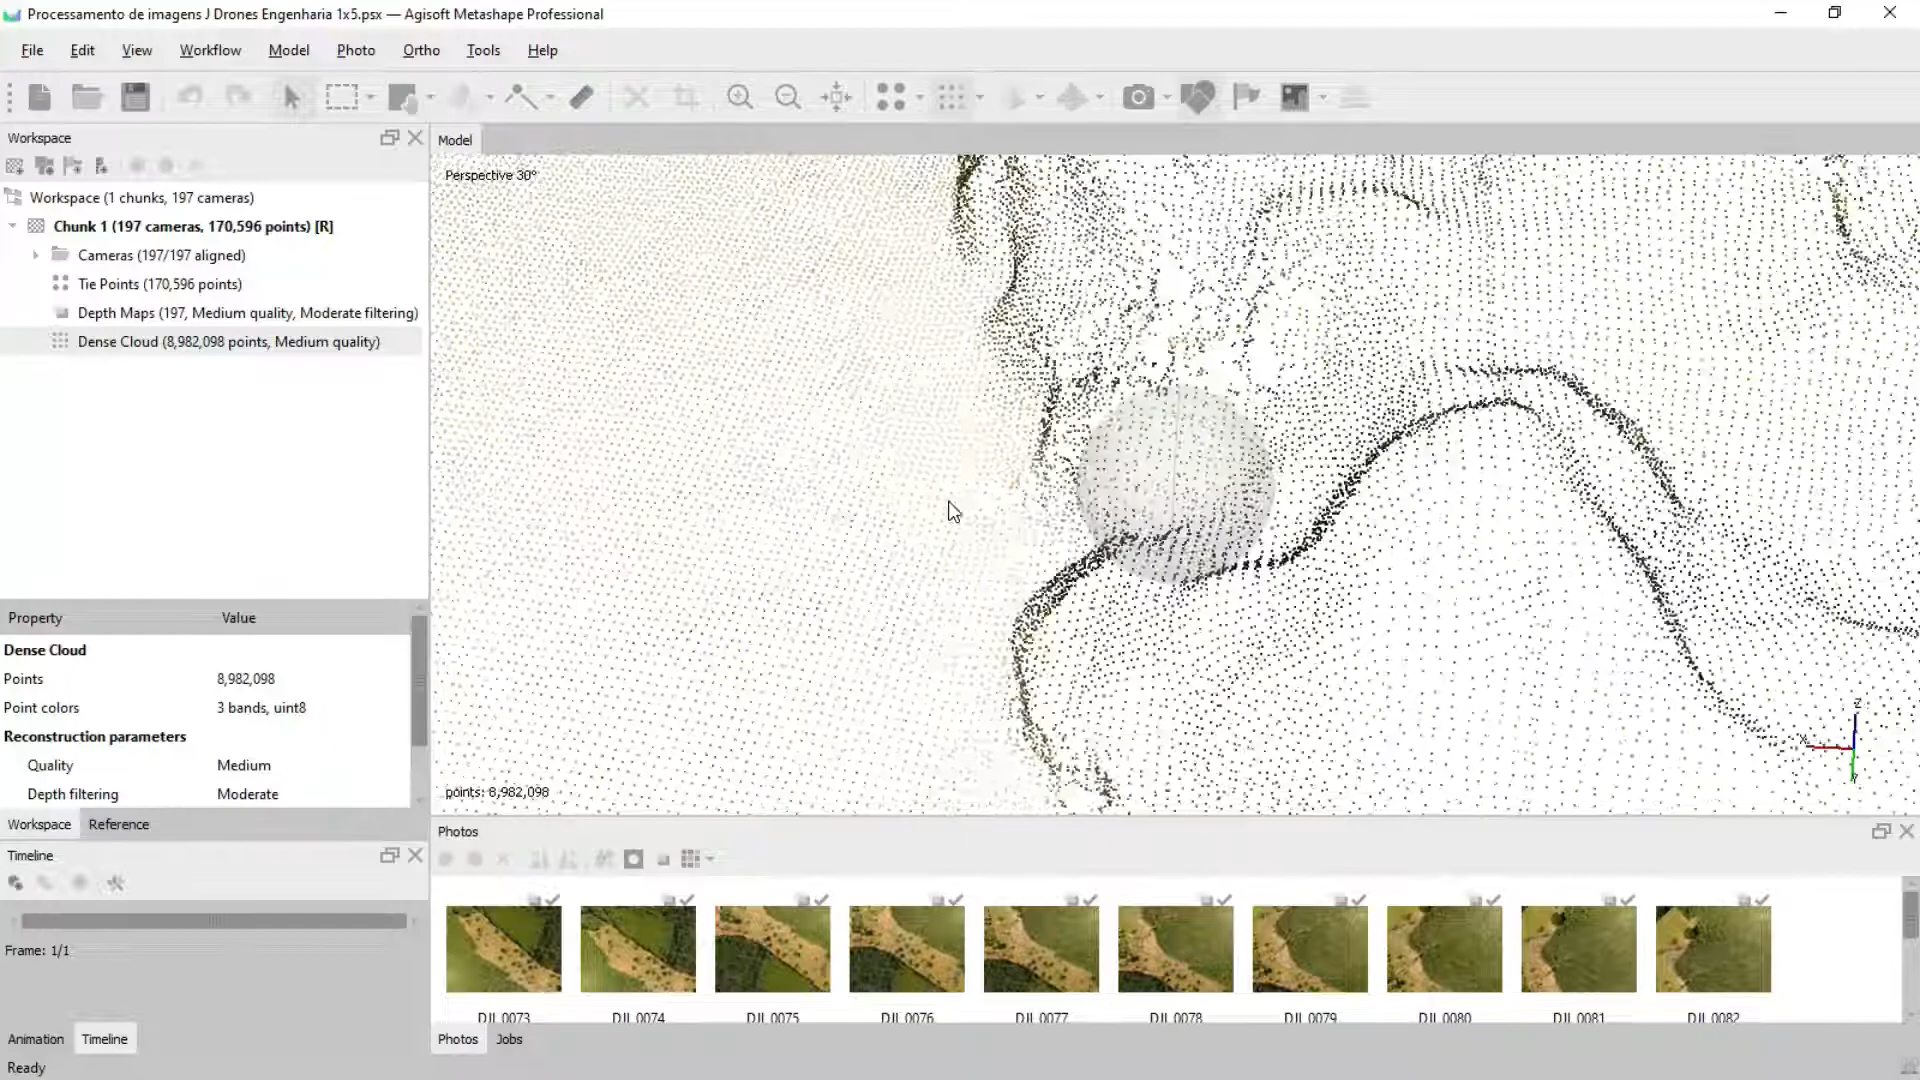 Processamento de imagens J Drones Engenharia 1x5.psx — Agisoft Metashape Professional
File Edit View Workflow Model Photo Ortho Tools Help
Workspace
Workspace (1 chunks, 197 cameras)
Chunk 1 (197 cameras, 170,596 points) [R]
Cameras (197/197 aligned)
Tie Points (170,596 points)
Depth Maps (197, Medium quality, Moderate filtering)
Dense Cloud (8,982,098 points, Medium quality)
Property Value
Dense Cloud
Points 8,982,098
Point colors 3 bands, uint8
Reconstruction parameters
Quality Medium
Depth filtering Moderate
Workspace Reference
Timeline
Frame: 1/1
Animation Timeline
Ready
Model
Perspective 30°
Z
X
Y
points: 8,982,098
Photos
DJI_0073 DJI_0074 DJI_0075 DJI_0076 DJI_0077 DJI_0078 DJI_0079 DJI_0080 DJI_0081 DJI_0082
Photos Jobs